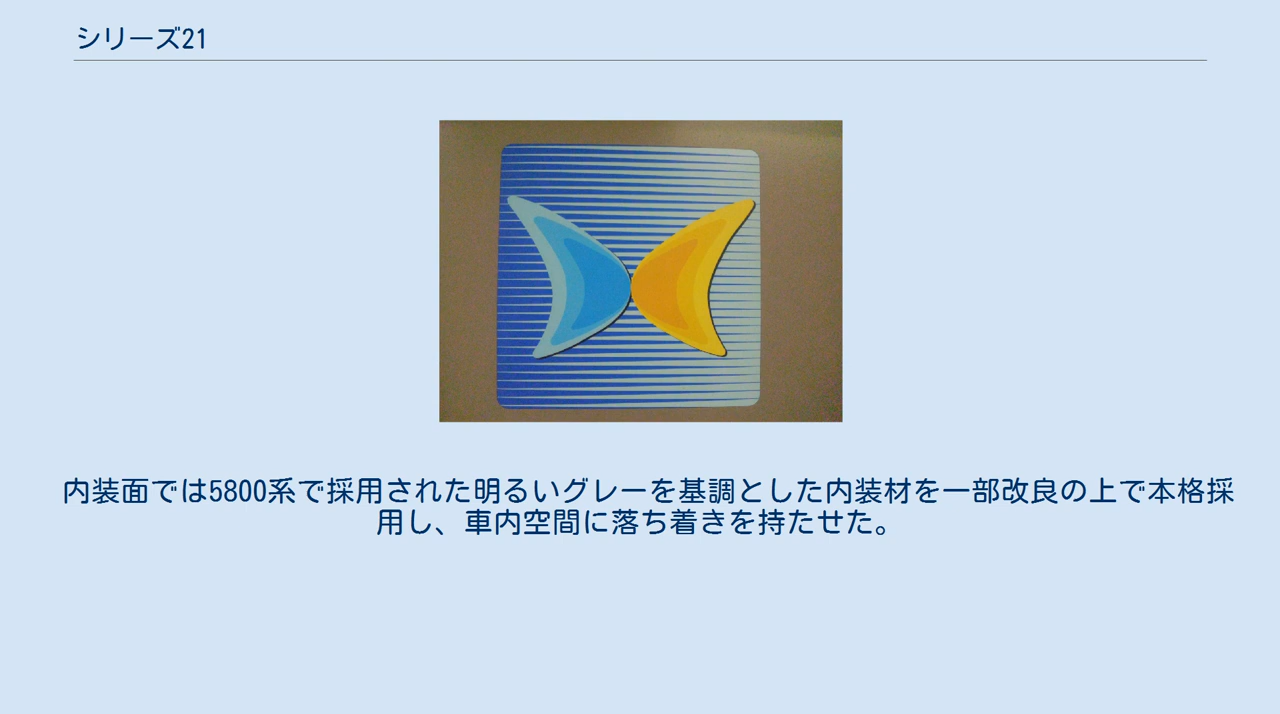 シリーズ21
内装面では5800系で採用された明るいグレーを基調とした内装材を一部改良の上で本格採
用し、車内空間に落ち着きを持たせた。